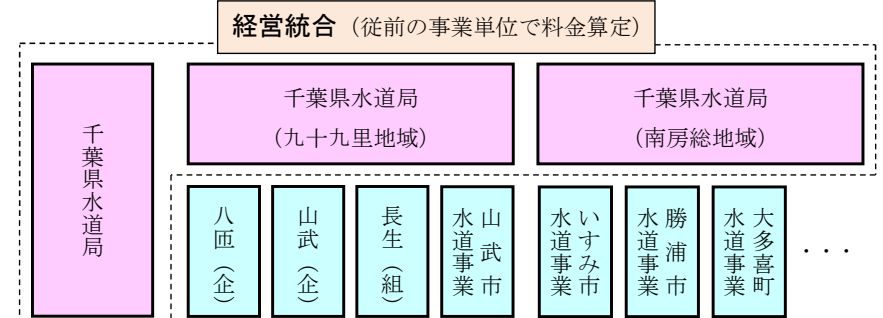 経営統合（従前の事業単位で料金算定）
千葉県水道局
千葉県水道局
（九十九里地域）
千葉県水道局
（南房総地域）
八匝（企）
山武（企）
長生（組）
山武市
水道事業
いすみ市
水道事業
勝浦市
水道事業
大多喜町
水道事業
・・・